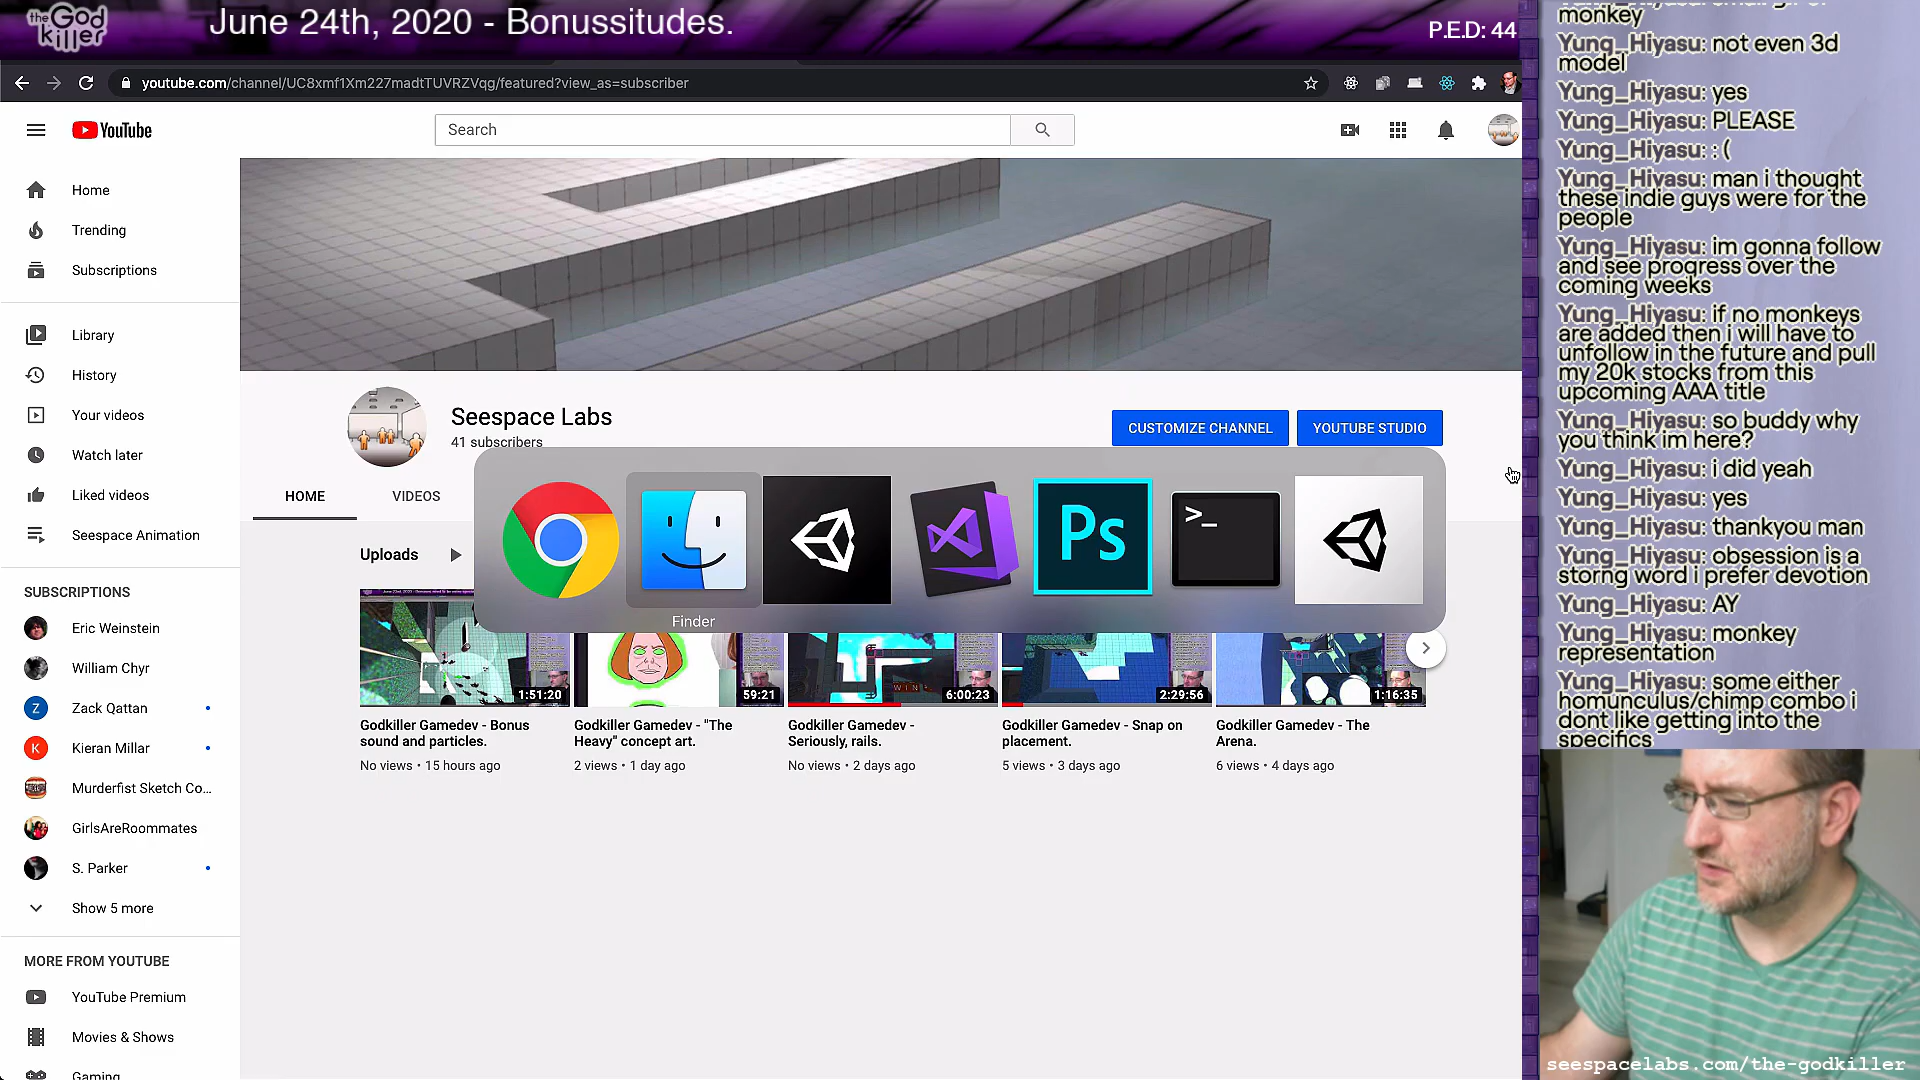 the God killer
June 24th, 2020 - Bonussitudes.
P.E.D: 44
youtube.com/channel/UC8xmf1Xm227madtTUVRZVqg/featured?view_as=subscriber
YouTube
Search
Home
Trending
Subscriptions
Library
History
Your videos
Watch later
Liked videos
Seespace Animation
SUBSCRIPTIONS
Eric Weinstein
William Chyr
Z
Zack Qattan
K
Kieran Millar
Murderfist Sketch Co...
GirlsAreRoommates
S. Parker
Show 5 more
MORE FROM YOUTUBE
YouTube Premium
Movies & Shows
Gaming
Seespace Labs
41 subscribers
CUSTOMIZE CHANNEL
YOUTUBE STUDIO
HOME
VIDEOS
Ps
>_
Finder
Uploads
1:51:20
59:21
WIN
6:00:23
2:29:56
1:16:35
Godkiller Gamedev - Bonus
sound and particles.
No views • 15 hours ago
Godkiller Gamedev - "The
Heavy" concept art.
2 views • 1 day ago
Godkiller Gamedev -
Seriously, rails.
No views • 2 days ago
Godkiller Gamedev - Snap on
placement.
5 views • 3 days ago
Godkiller Gamedev - The
Arena.
6 views • 4 days ago
monkey
Yung_Hiyasu: not even 3d
model
Yung_Hiyasu: yes
Yung_Hiyasu: PLEASE
Yung_Hiyasu: : (
Yung_Hiyasu: man i thought
these indie guys were for the
people
Yung_Hiyasu: im gonna follow
and see progress over the
coming weeks
Yung_Hiyasu: if no monkeys
are added then i will have to
unfollow in the future and pull
my 20k stocks from this
upcoming AAA title
Yung_Hiyasu: so buddy why
you think im here?
Yung_Hiyasu: i did yeah
Yung_Hiyasu: yes
Yung_Hiyasu: thankyou man
Yung_Hiyasu: obsession is a
storng word i prefer devotion
Yung_Hiyasu: AY
Yung_Hiyasu: monkey
representation
Yung_Hiyasu: some either
homunculus/chimp combo i
dont like getting into the
specifics
seespacelabs.com/the-godkiller